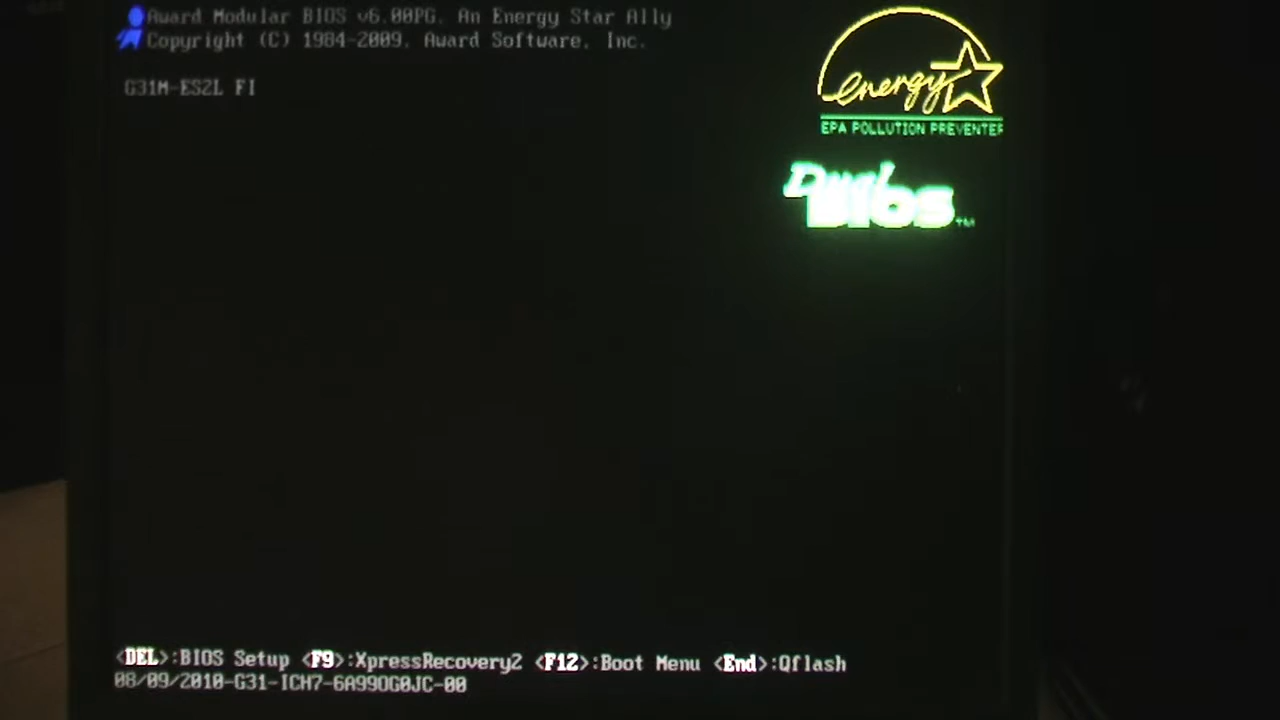 Award Modular BIOS v6.00PG, An Energy Star Ally
Copyright (C) 1984-2009, Award Software, Inc.
energy
EPA POLLUTION PREVENTER
G31M-ES2L FI
Dual
BIOS™
<DEL>:BIOS Setup <F9>:XpressRecovery2 <F12>:Boot Menu <End>:Qflash
08/09/2010-G31-ICH7-6A99OG0JC-00